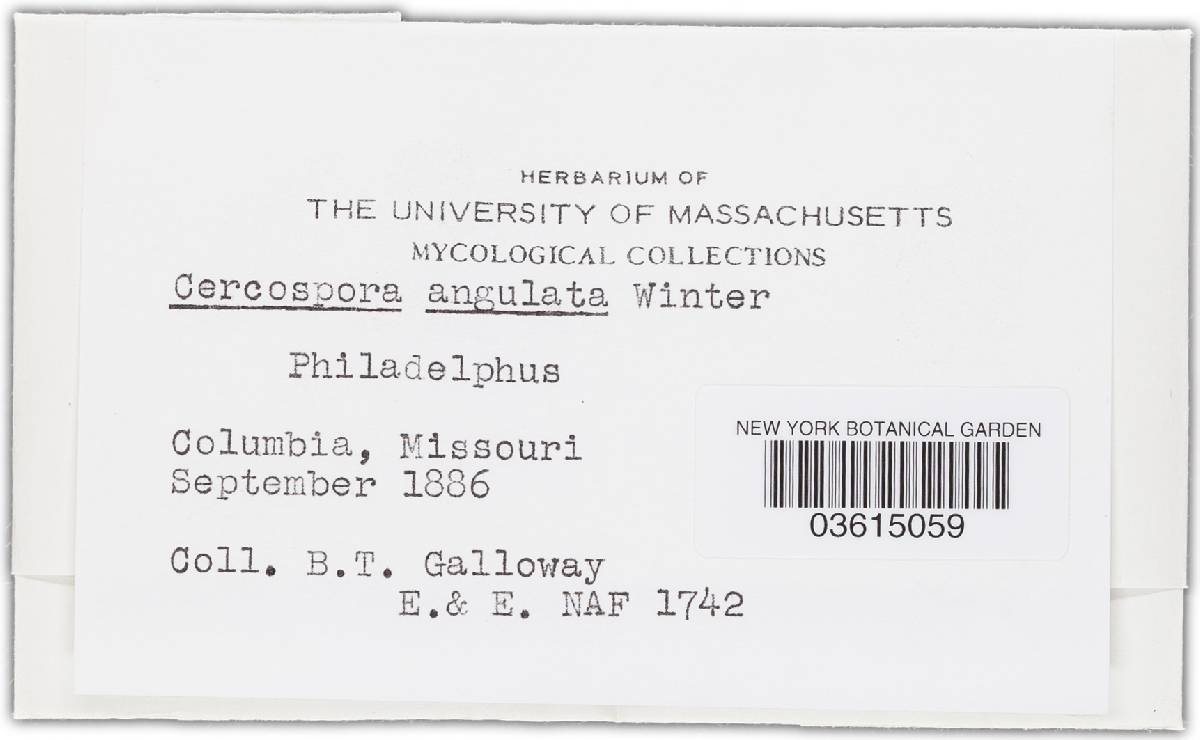 HERBARIUM OF
THE UNIVERSITY OF MASSACHUSETTS
MYCOLOGICAL COLLECTIONS
Cercospora angulata Winter
Philadelphus
Columbia, Missouri
September 1886
Coll. B.T. Galloway
E.& E. NAF 1742
NEW YORK BOTANICAL GARDEN
03615059